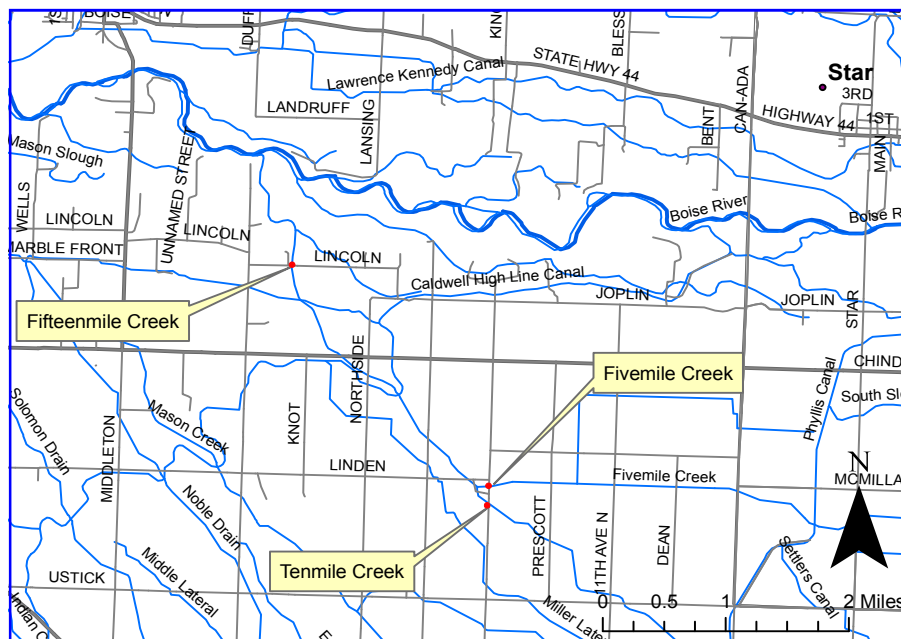 BOISE
DUFF
KING
BLESS
STATE HWY 44
Lawrence Kennedy Canal
Star
3RD
HIGHWAY 44
1ST
LANDRUFF
LANSING
BENT
CAN-ADA
MAIN
Mason Slough
UNNAMED STREET
WELLS
Boise River
Boise R
LINCOLN
LINCOLN
LINCOLN
MARBLE FRONT
Caldwell High Line Canal
JOPLIN
JOPLIN
STAR
Fifteenmile Creek
NORTHSIDE
Fivemile Creek
CHIND
Phyllis Canal
South Sl
Solomon Drain
MIDDLETON
Mason Creek
KNOT
LINDEN
Fivemile Creek
N
MCMILLA
Noble Drain
PRESCOTT
11TH AVE N
DEAN
Settlers Canal
Tenmile Creek
USTICK
Middle Lateral
Miller Late
Indian C
E
0 0.5 1 2 Miles